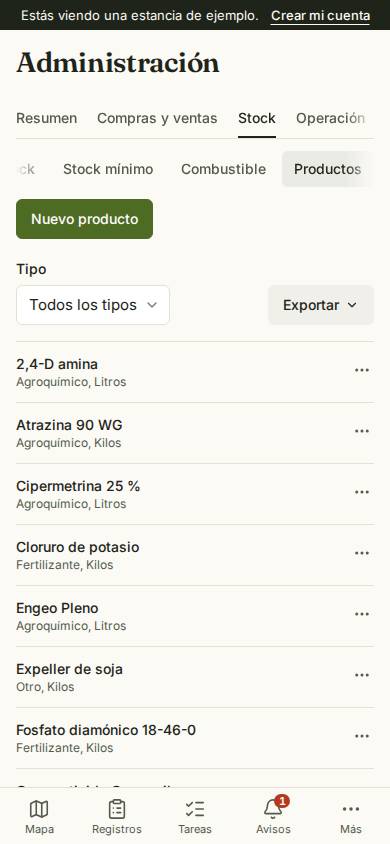 Estás viendo una estancia de ejemplo. Crear mi cuenta
Administración
Resumen Compras y ventas Stock Operación
ck Stock mínimo Combustible Productos
Nuevo producto
Tipo
Todos los tipos Exportar
2,4-D amina
Agroquímico, Litros
Atrazina 90 WG
Agroquímico, Kilos
Cipermetrina 25 %
Agroquímico, Litros
Cloruro de potasio
Fertilizante, Kilos
Engeo Pleno
Agroquímico, Litros
Expeller de soja
Otro, Kilos
Fosfato diamónico 18-46-0
Fertilizante, Kilos
1
Mapa Registros Tareas Avisos Más